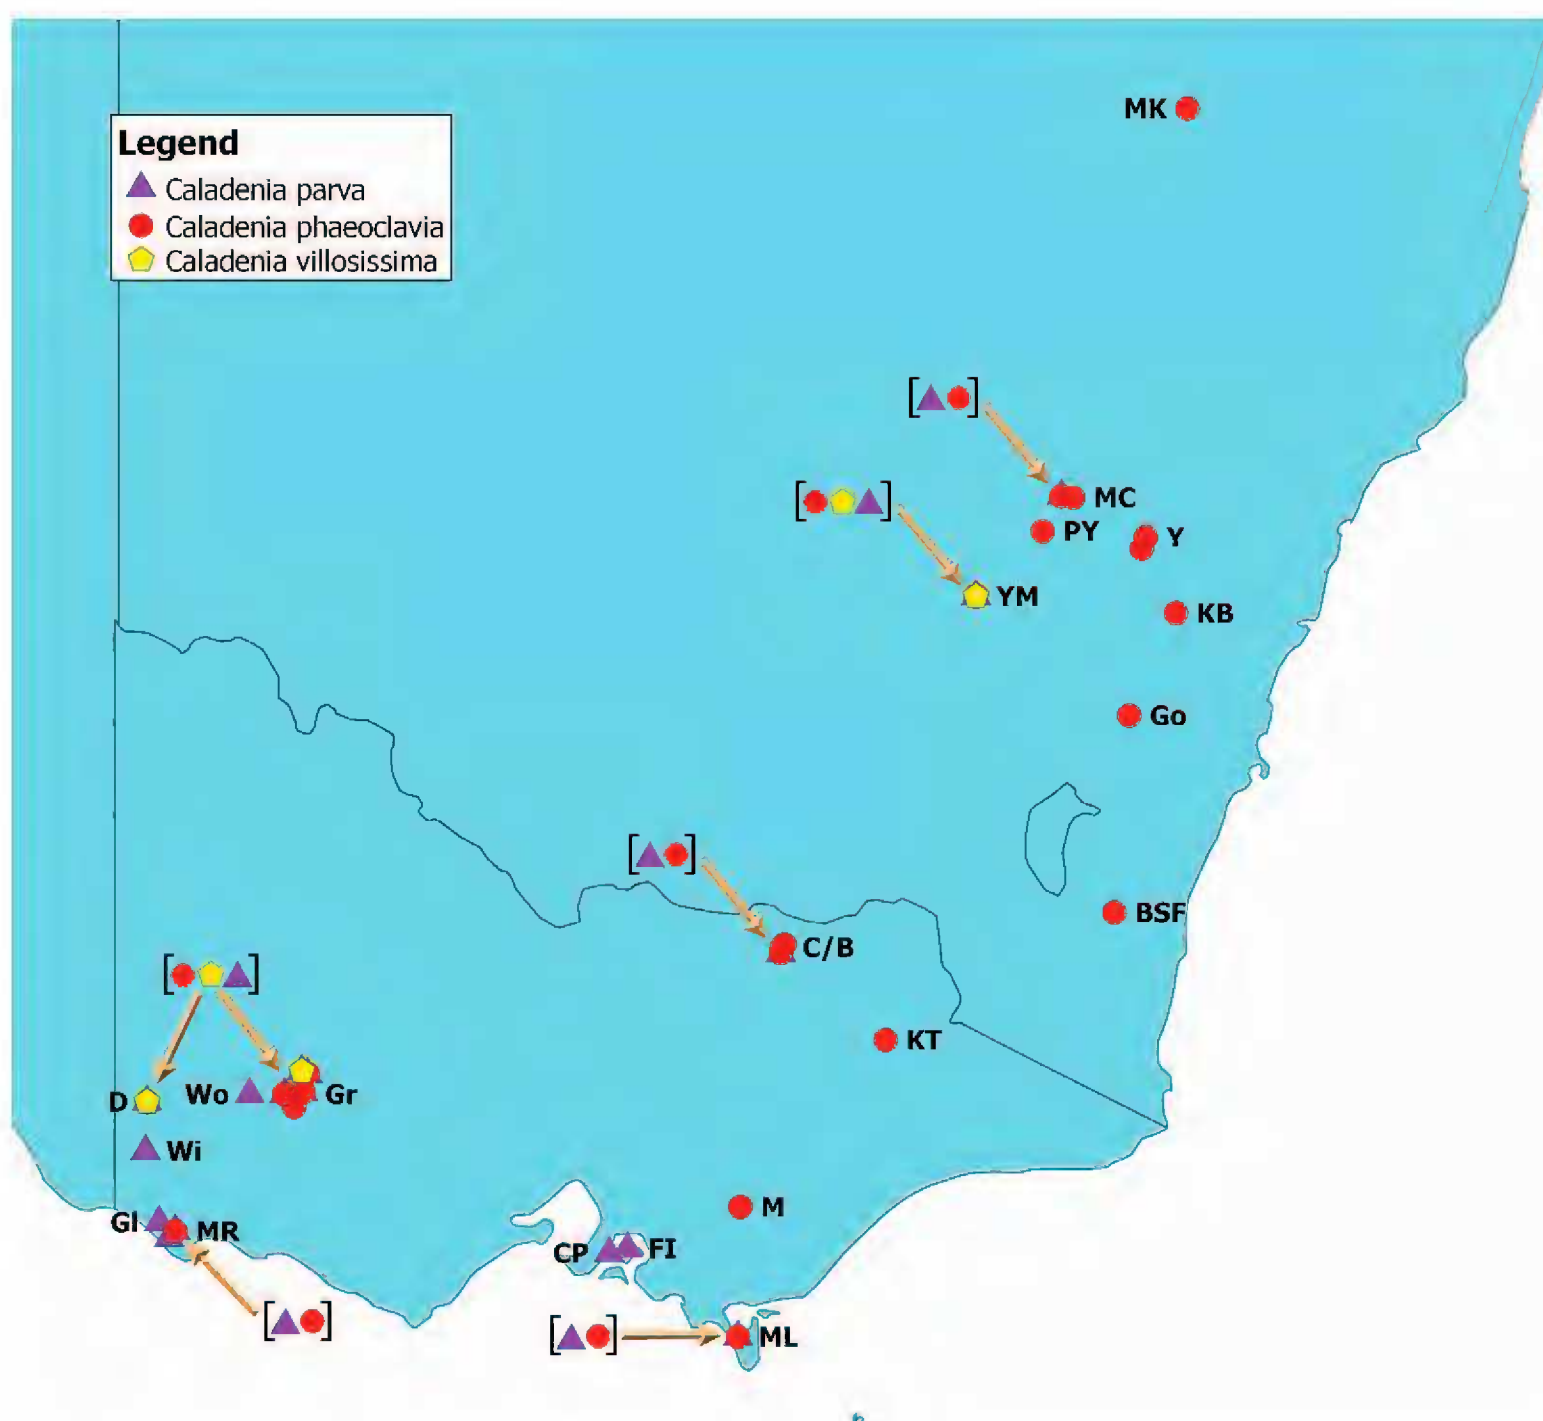 MK
Legend
Caladenia parva
Caladenia phaeoclavia
Caladenia villosissima
[ ]
MC
[ ]
PY
Y
YM
KB
Go
[ ]
BSF
C/B
[ ]
KT
D
Wo
Gr
Wi
M
Gl
MR
CP
FI
[ ]
[ ]
ML